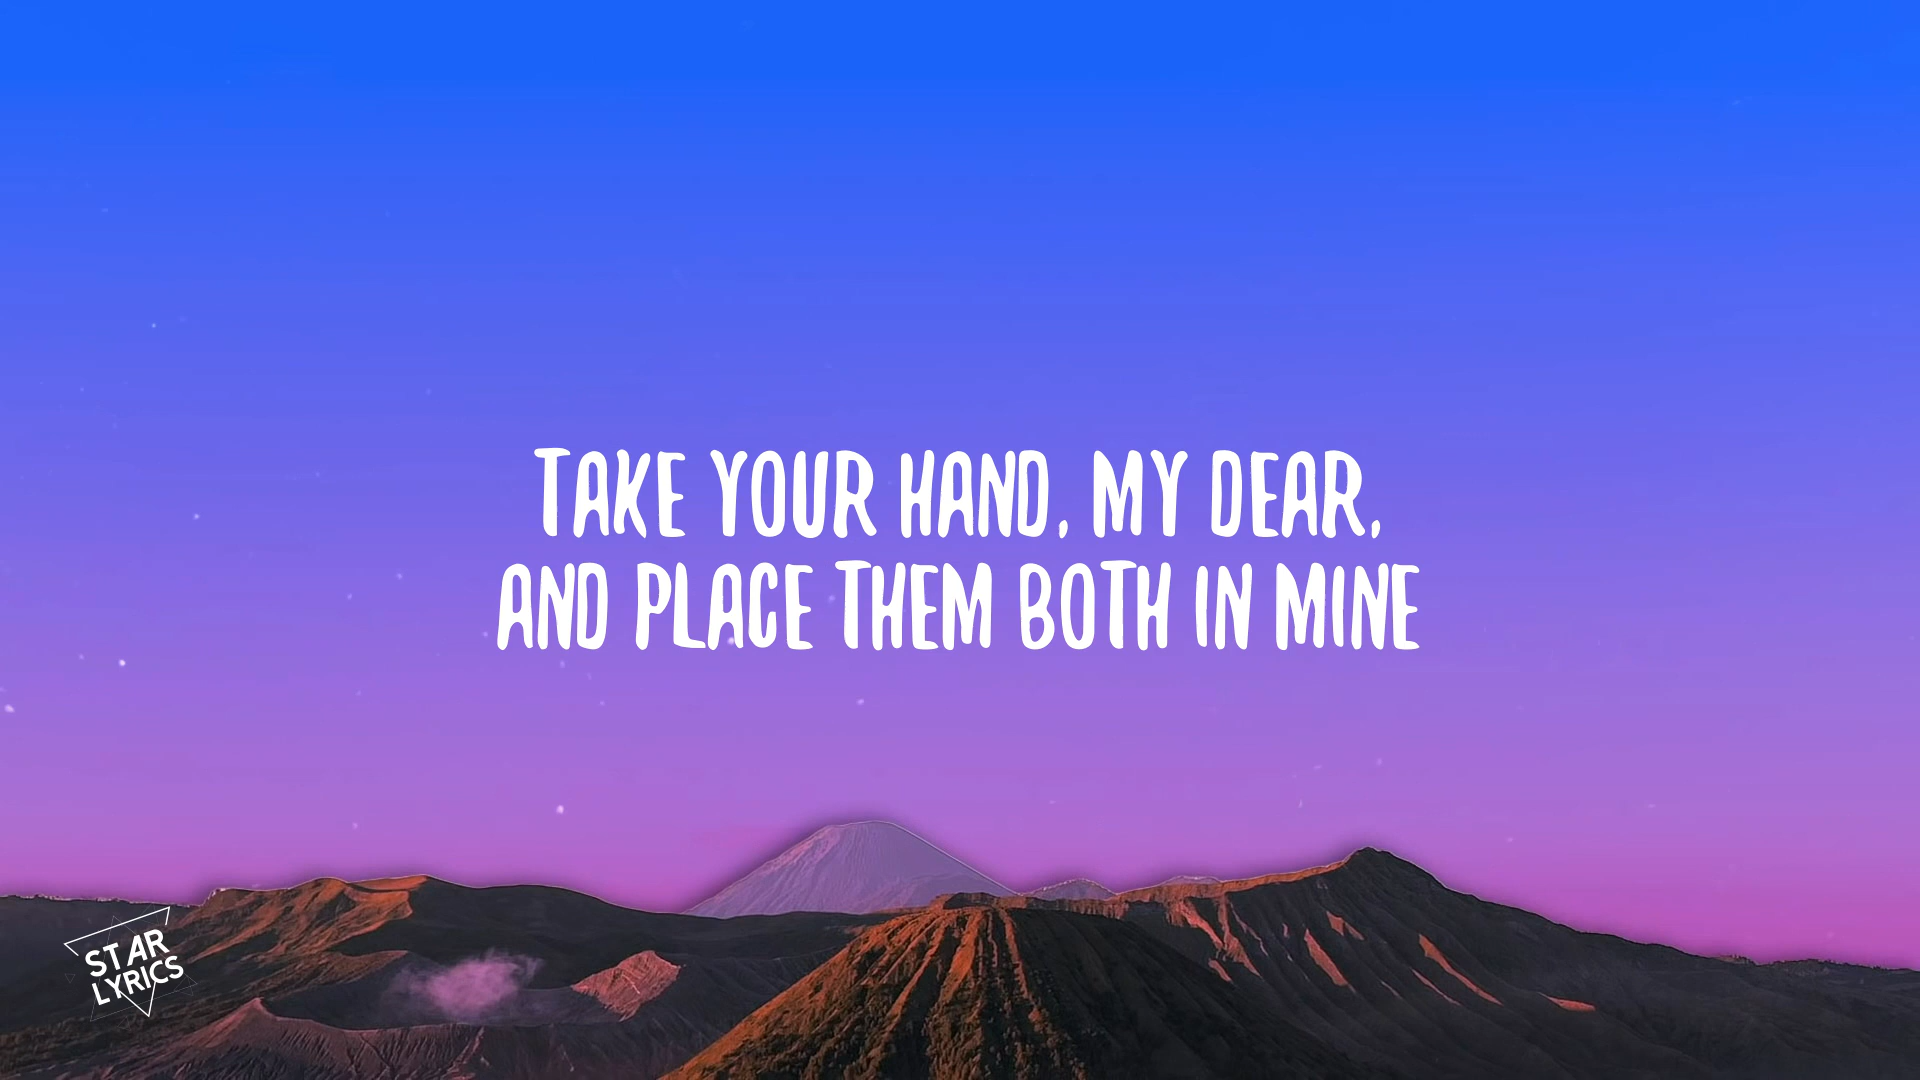 TAKE YOUR HAND, MY DEAR,
AND PLACE THEM BOTH IN MINE
STAR
LYRICS